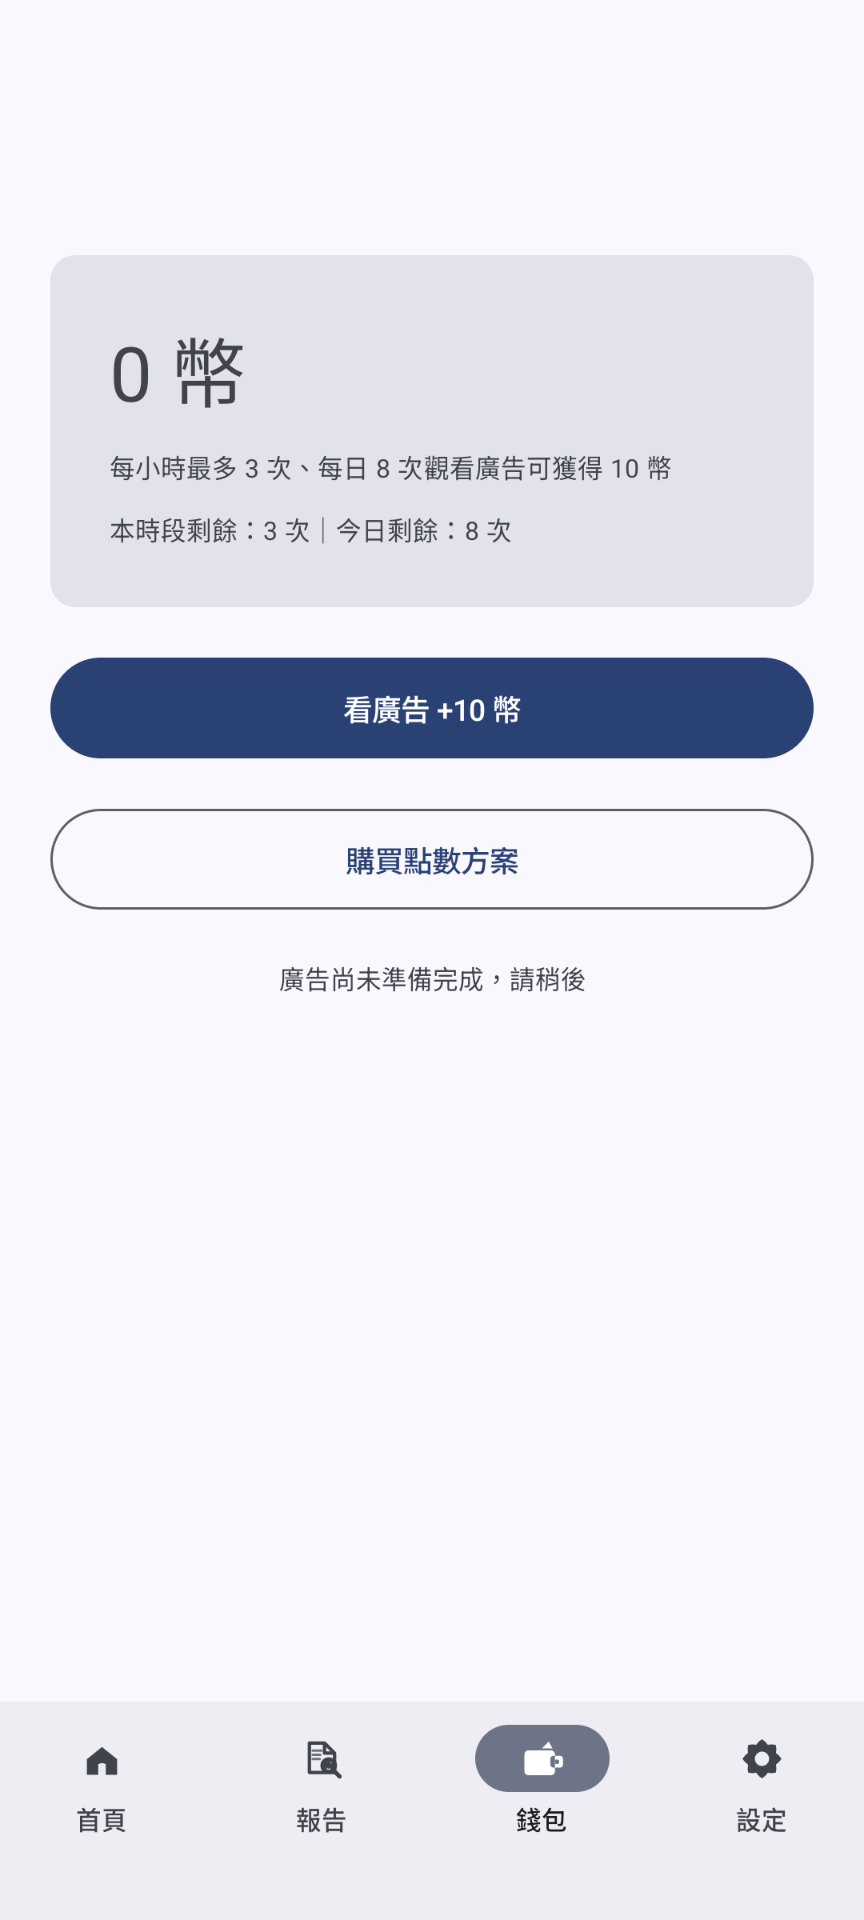 0 幣
每小時最多 3 次、每日 8 次觀看廣告可獲得 10 幣
本時段剩餘：3 次｜今日剩餘：8 次
看廣告 +10 幣
購買點數方案
廣告尚未準備完成，請稍後
首頁
報告
錢包
設定